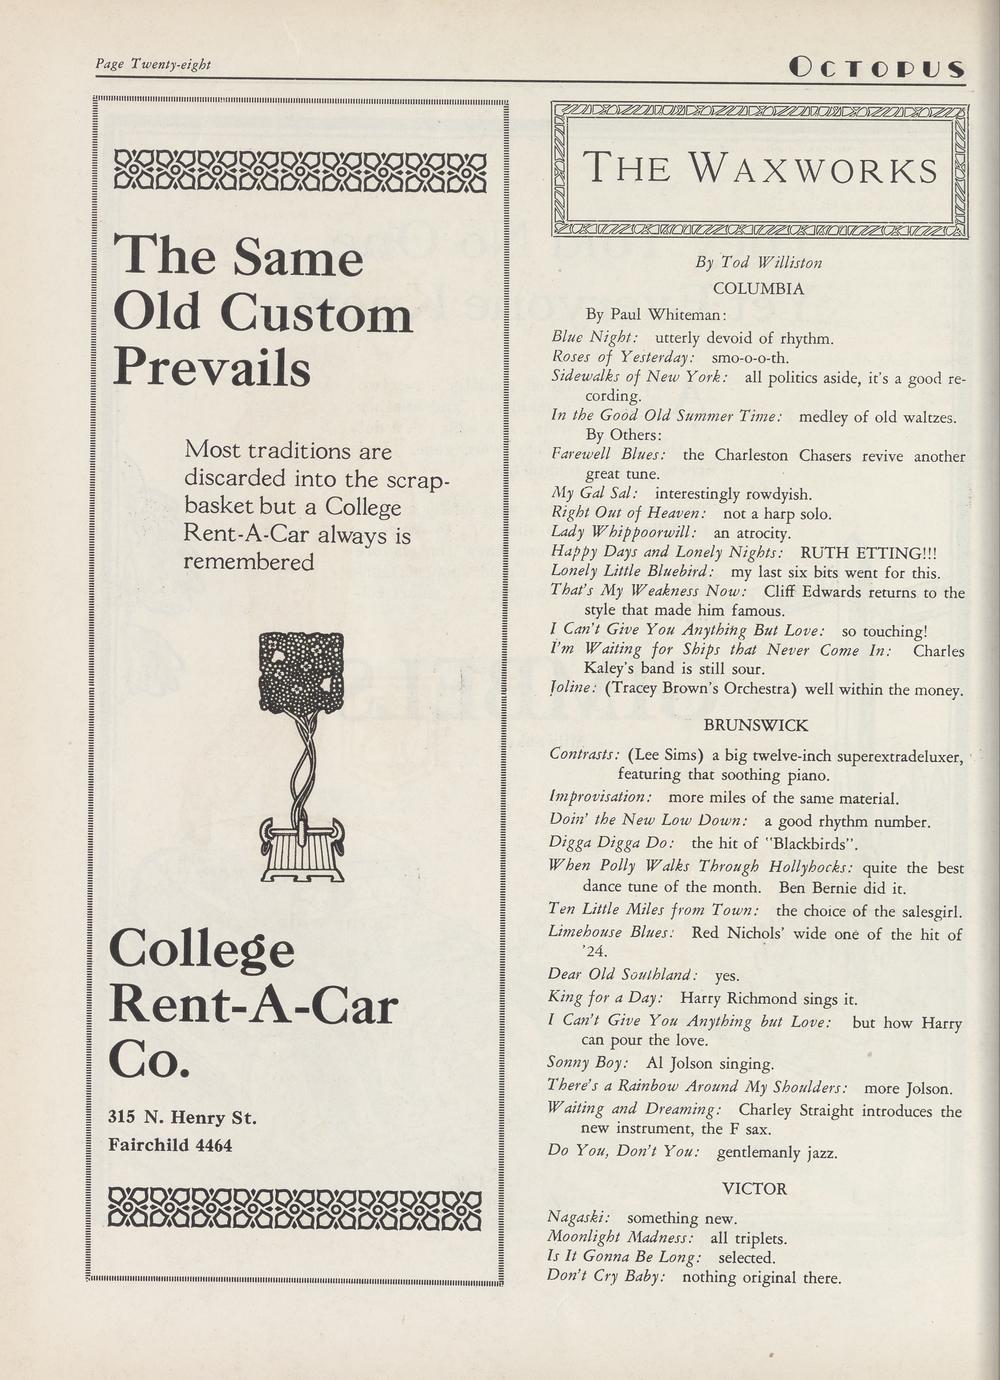 Page Twenty-eight
OCTOPUS
The Same
Old Custom
Prevails
Most traditions are
discarded into the scrap-
basket but a College
Rent-A-Car always is
remembered
College
Rent-A-Car
Co.
315 N. Henry St.
Fairchild 4464
THE WAXWORKS
By Tod Williston
COLUMBIA
By Paul Whiteman:
Blue Night: utterly devoid of rhythm.
Roses of Yesterday: smo-o-o-th.
Sidewalks of New York: all politics aside, it's a good re-
cording.
In the Good Old Summer Time: medley of old waltzes.
By Others:
Farewell Blues: the Charleston Chasers revive another
great tune.
My Gal Sal: interestingly rowdyish.
Right Out of Heaven: not a harp solo.
Lady Whippoorwill: an atrocity.
Happy Days and Lonely Nights: RUTH ETTING!!!
Lonely Little Bluebird: my last six bits went for this.
That's My Weakness Now: Cliff Edwards returns to the
style that made him famous.
I Can't Give You Anything But Love: so touching!
I'm Waiting for Ships that Never Come In: Charles
Kaley's band is still sour.
Joline: (Tracey Brown's Orchestra) well within the money.
BRUNSWICK
Contrasts: (Lee Sims) a big twelve-inch superextradeluxer,
featuring that soothing piano.
Improvisation: more miles of the same material.
Doin' the New Low Down: a good rhythm number.
Digga Digga Do: the hit of "Blackbirds".
When Polly Walks Through Hollyhocks: quite the best
dance tune of the month. Ben Bernie did it.
Ten Little Miles from Town: the choice of the salesgirl.
Limehouse Blues: Red Nichols' wide one of the hit of
'24.
Dear Old Southland: yes.
King for a Day: Harry Richmond sings it.
I Can't Give You Anything but Love: but how Harry
can pour the love.
Sonny Boy: Al Jolson singing.
There's a Rainbow Around My Shoulders: more Jolson.
Waiting and Dreaming: Charley Straight introduces the
new instrument, the F sax.
Do You, Don't You: gentlemanly jazz.
VICTOR
Nagaski: something new.
Moonlight Madness: all triplets.
Is It Gonna Be Long: selected.
Don't Cry Baby: nothing original there.